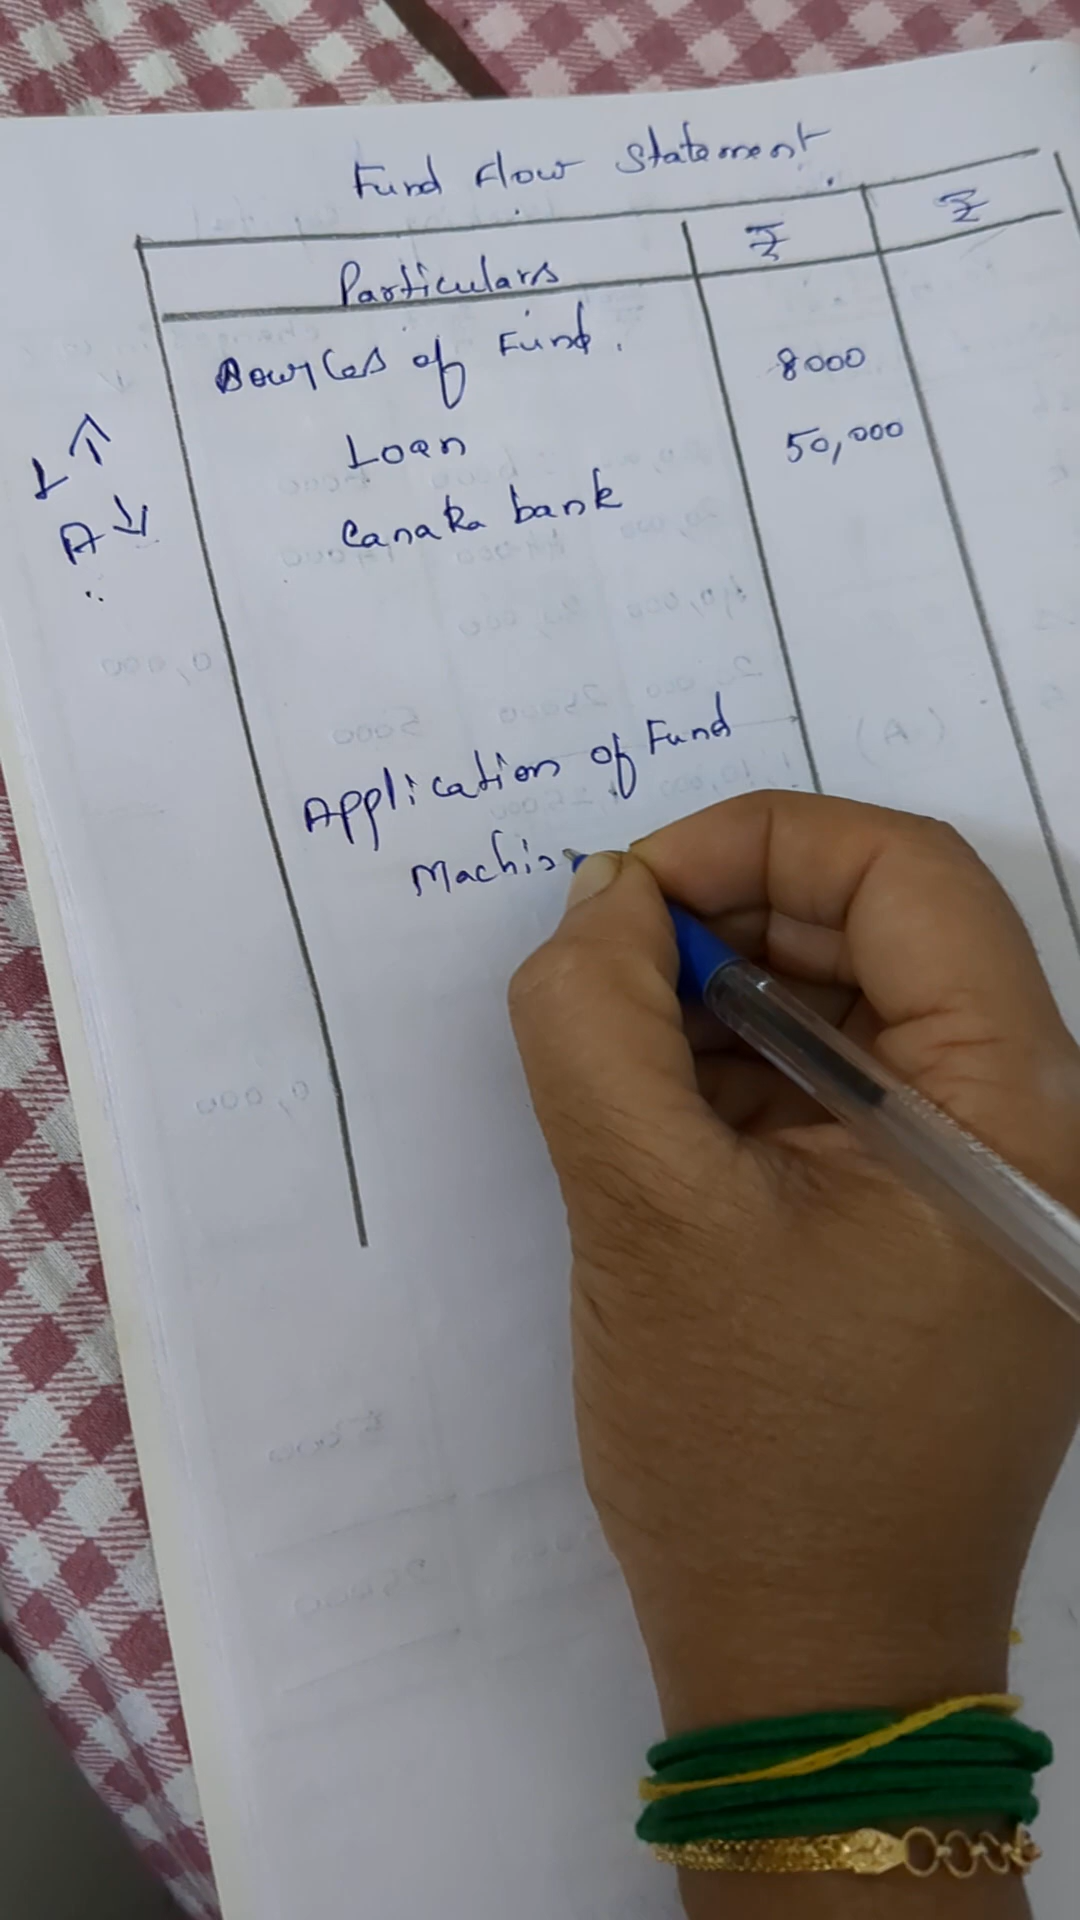 Fund Flow Statement
Particulars ₹ ₹
Sources of Fund.
Loan 8000
Canara bank 50,000
L ↑
A ↓
Application of Fund
Machin